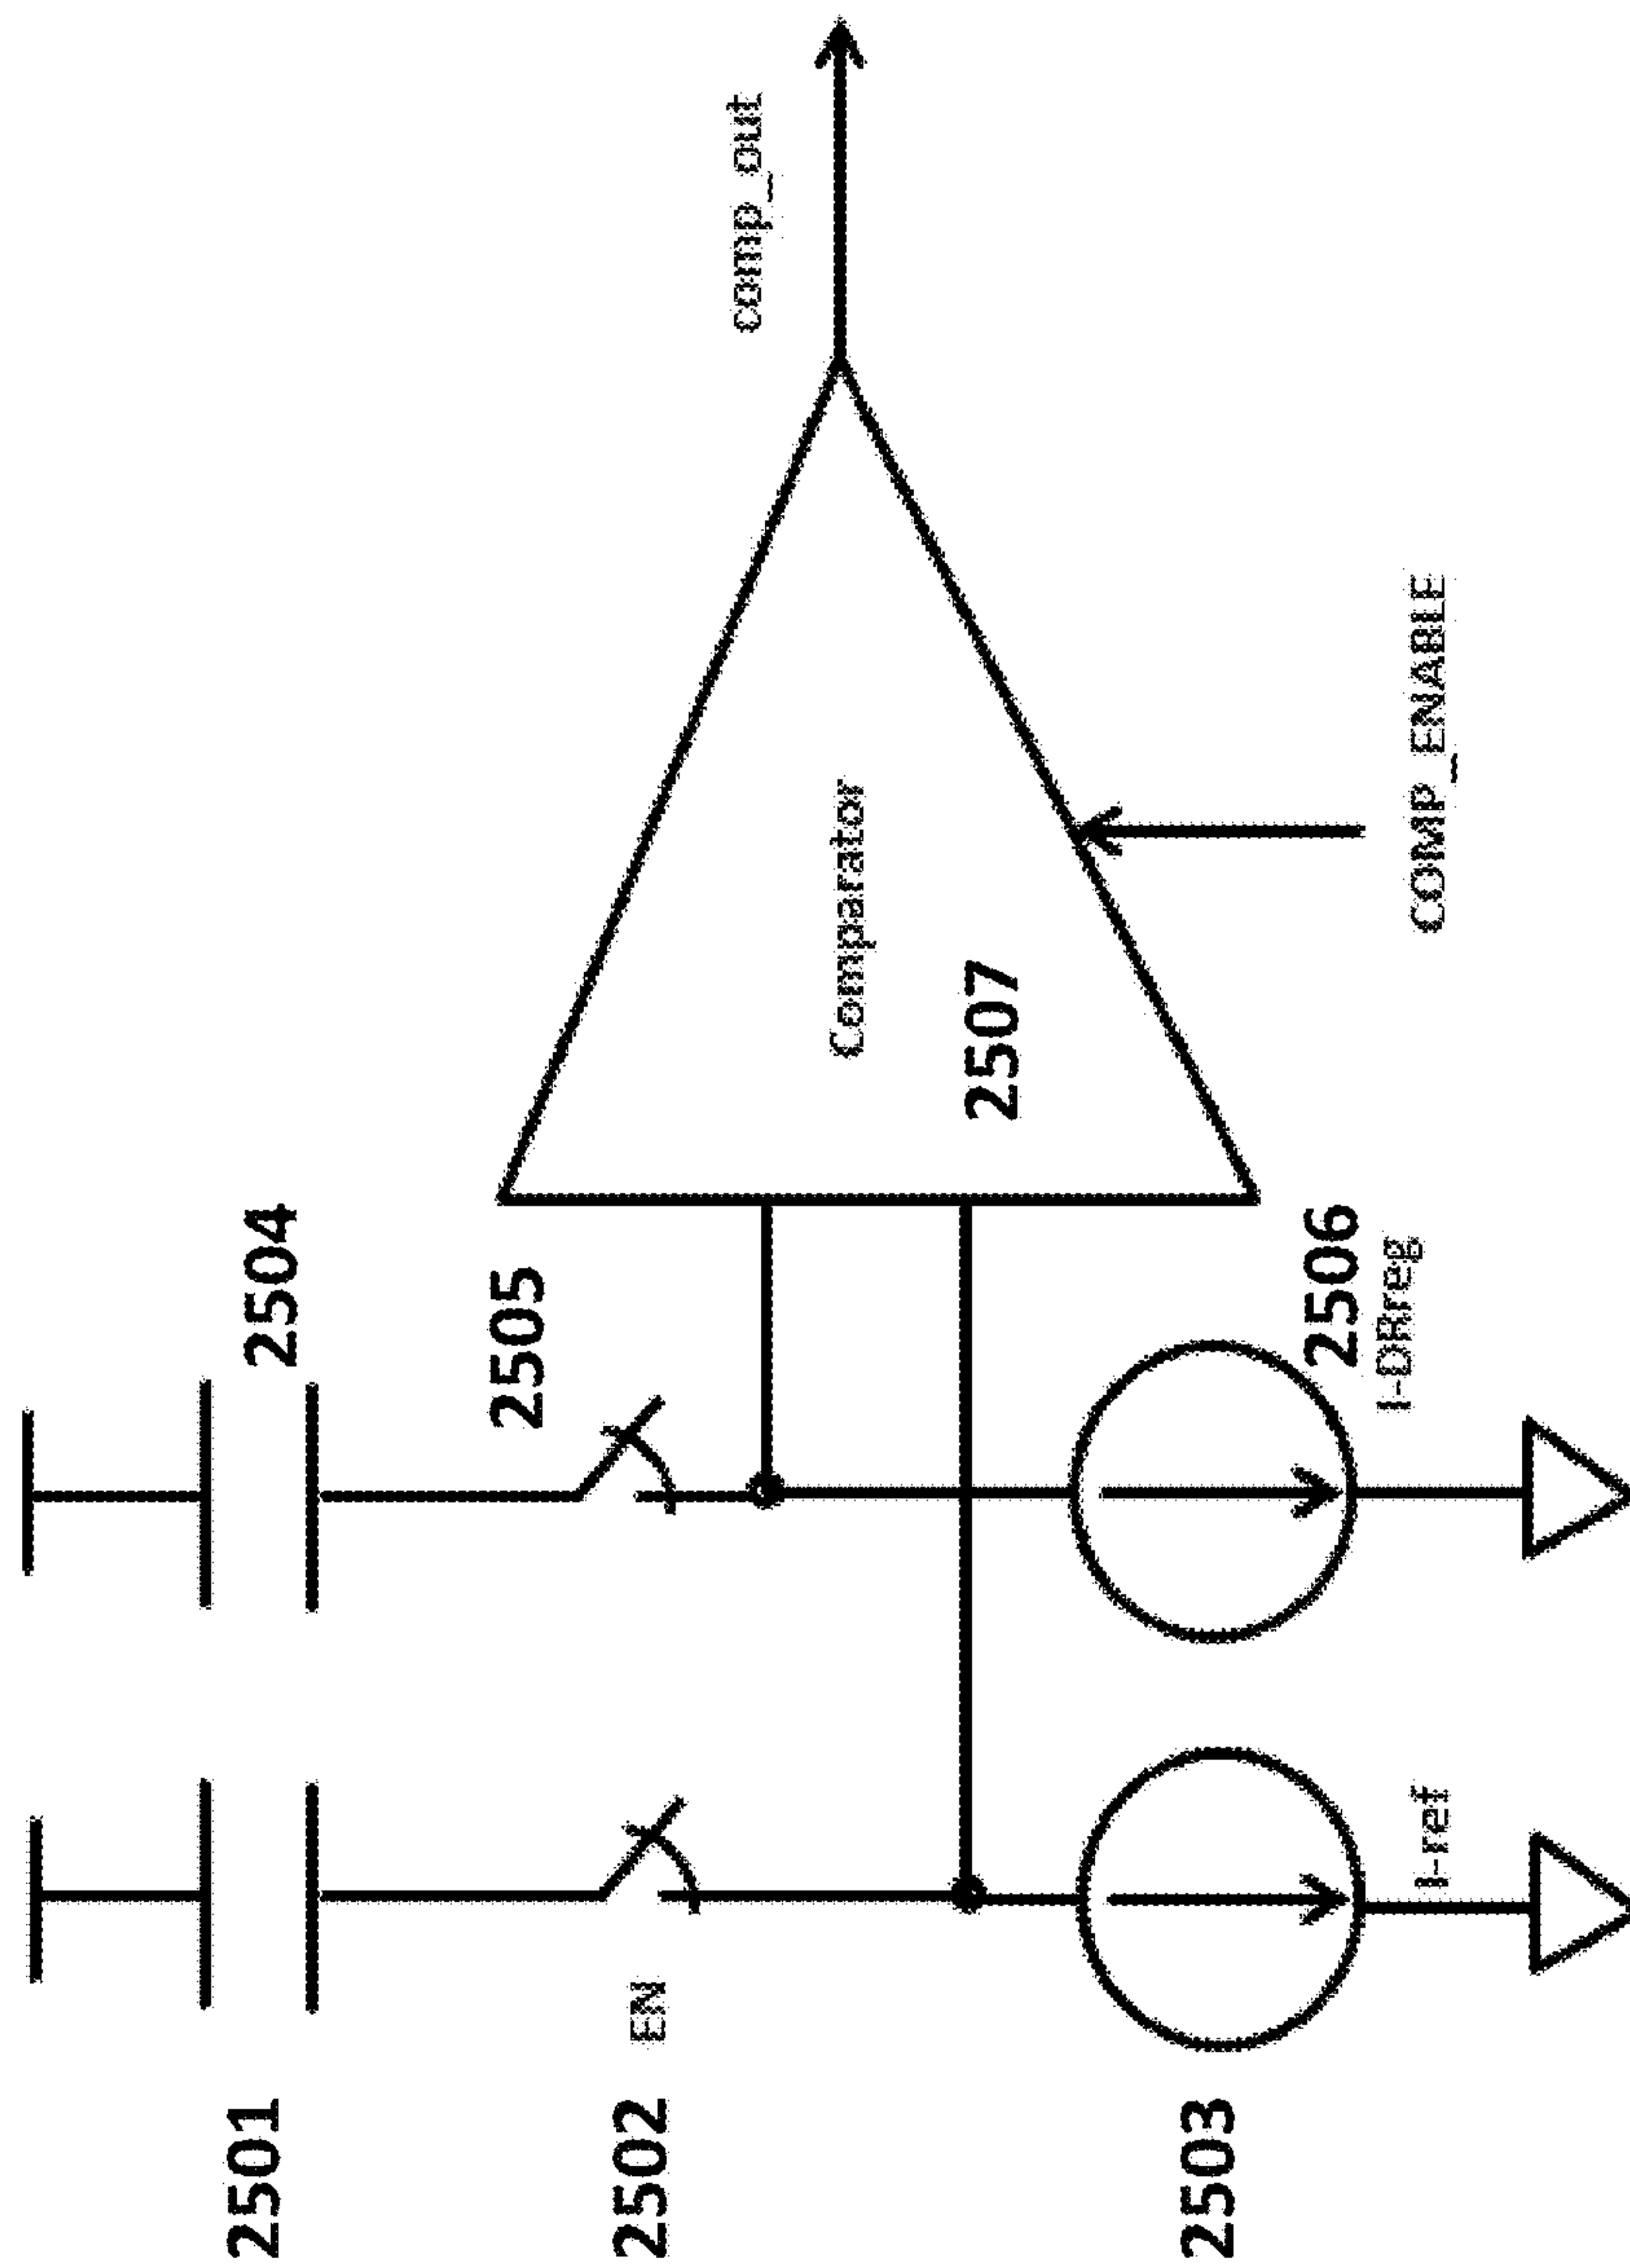 2501
2502
EN
2503
I-ref
2504
2505
2506
I-DRreg
2507
Comparator
COMP_ENABLE
comp_out